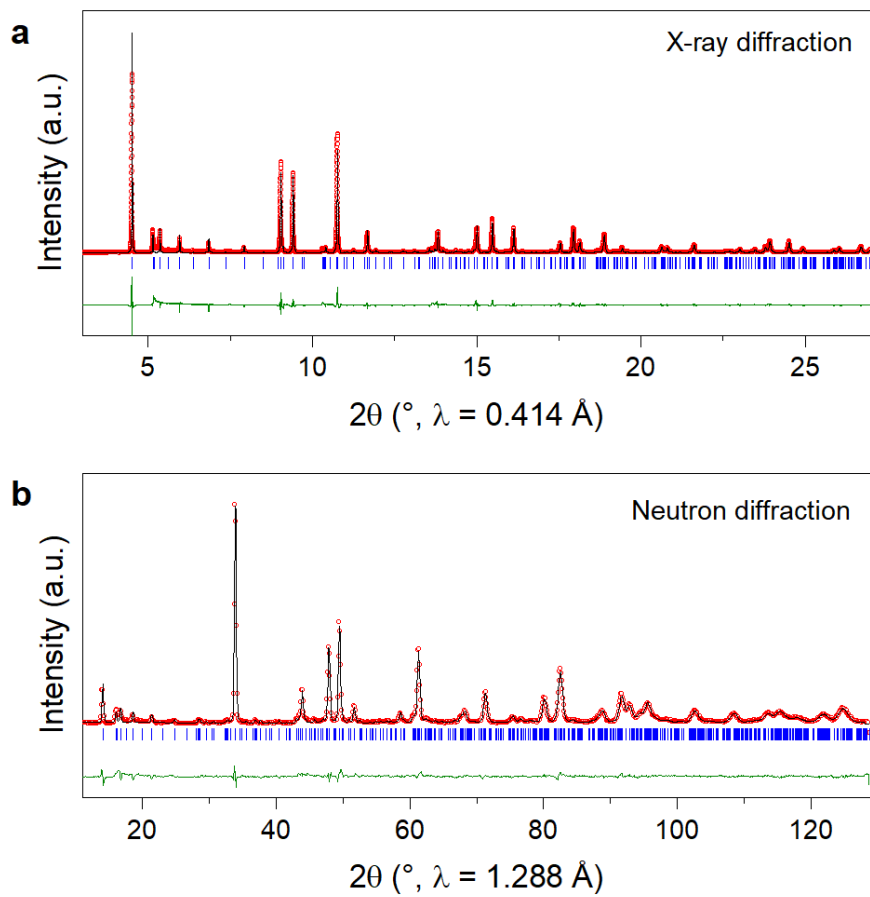 a
X-ray diffraction
Intensity (a.u.)
5 10 15 20 25
2θ (°, λ = 0.414 Å)
b
Neutron diffraction
Intensity (a.u.)
20 40 60 80 100 120
2θ (°, λ = 1.288 Å)